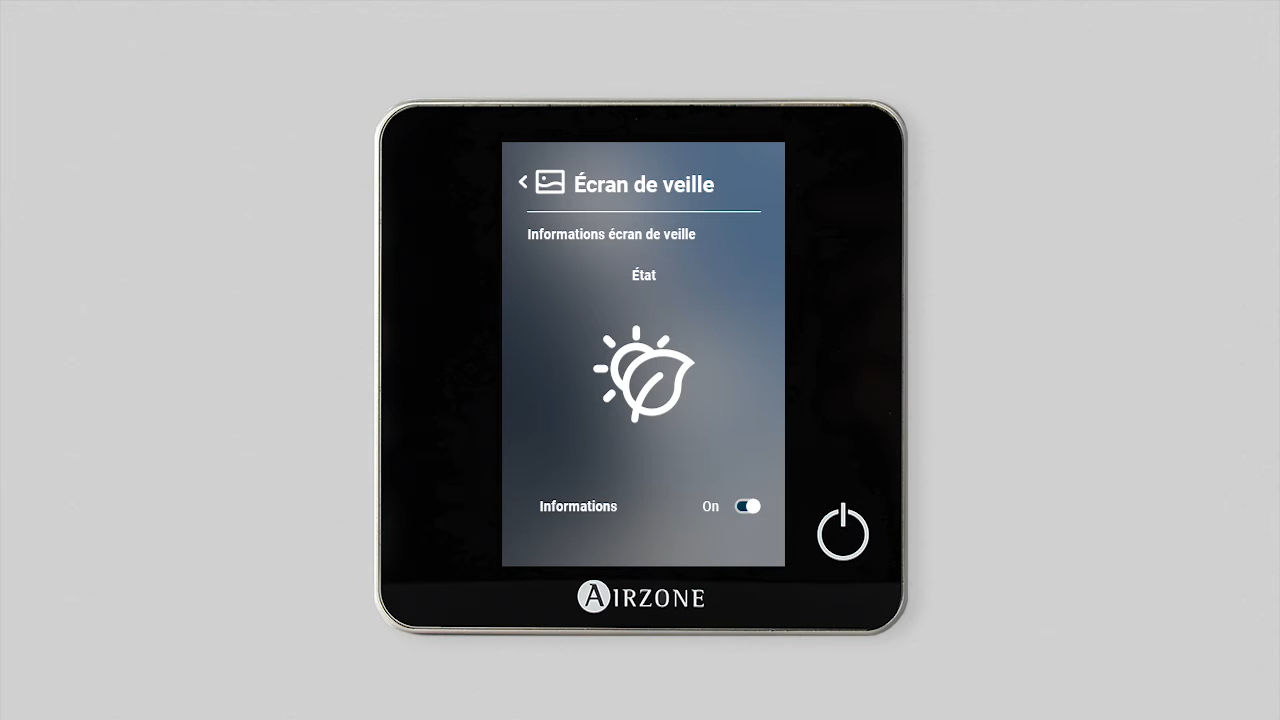 Écran de veille
Informations écran de veille
État
Informations On
AIRZONE